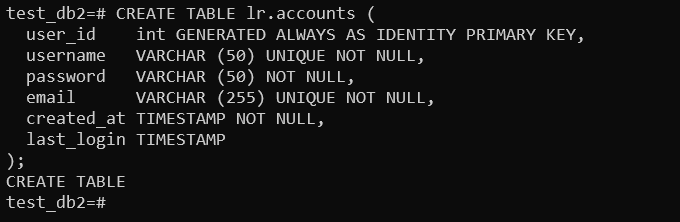 test_db2=# CREATE TABLE lr.accounts (
  user_id    int GENERATED ALWAYS AS IDENTITY PRIMARY KEY,
  username   VARCHAR (50) UNIQUE NOT NULL,
  password   VARCHAR (50) NOT NULL,
  email      VARCHAR (255) UNIQUE NOT NULL,
  created_at TIMESTAMP NOT NULL,
  last_login TIMESTAMP
);
CREATE TABLE
test_db2=#